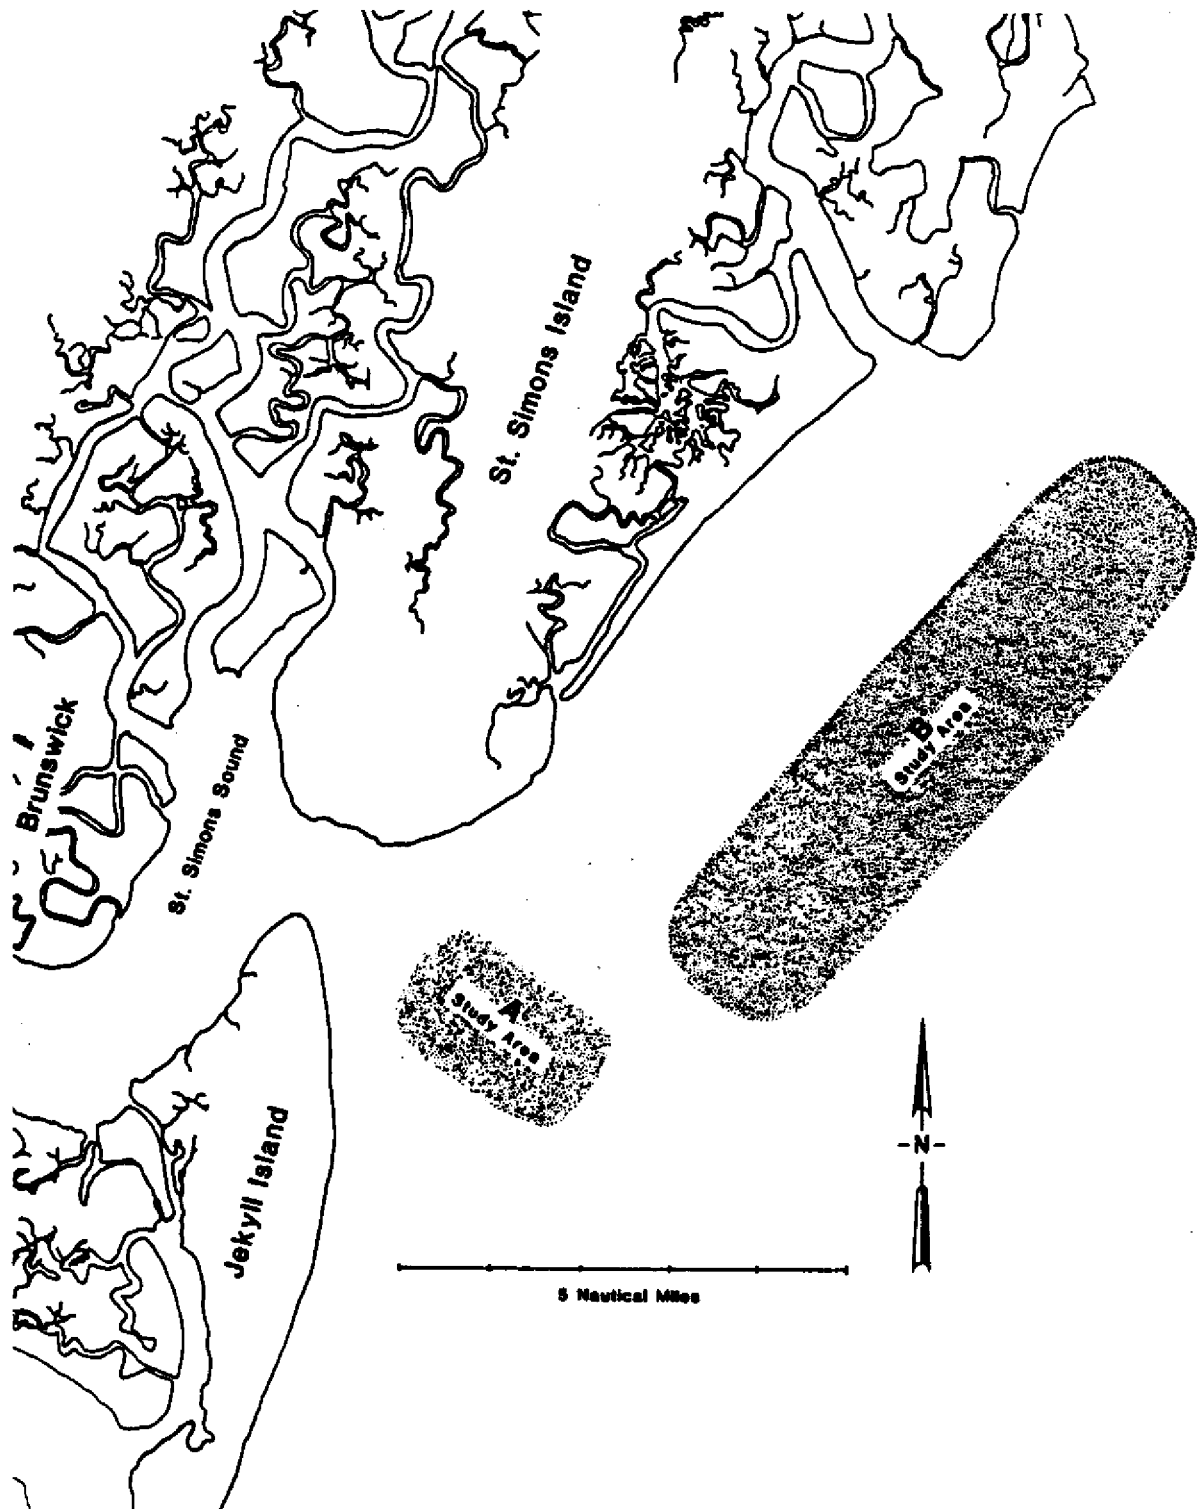 St. Simons Island
B
Study Area
Brunswick
St. Simons Sound
A
Study Area
-N-
Jekyll Island
5 Nautical Miles